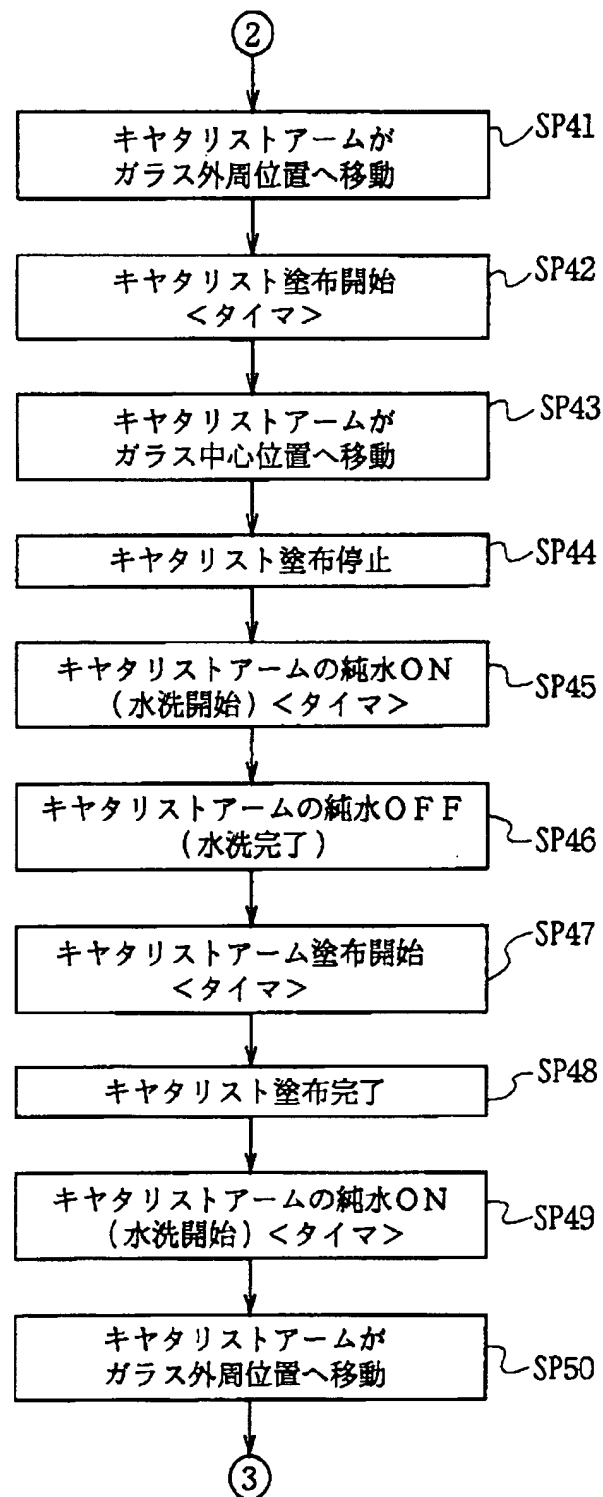 ②
キヤタリストアームが
ガラス外周位置へ移動
SP41
キヤタリスト塗布開始
＜タイマ＞
SP42
キヤタリストアームが
ガラス中心位置へ移動
SP43
キヤタリスト塗布停止
SP44
キヤタリストアームの純水ON
（水洗開始）＜タイマ＞
SP45
キヤタリストアームの純水OFF
（水洗完了）
SP46
キヤタリストアーム塗布開始
＜タイマ＞
SP47
キヤタリスト塗布完了
SP48
キヤタリストアームの純水ON
（水洗開始）＜タイマ＞
SP49
キヤタリストアームが
ガラス外周位置へ移動
SP50
③